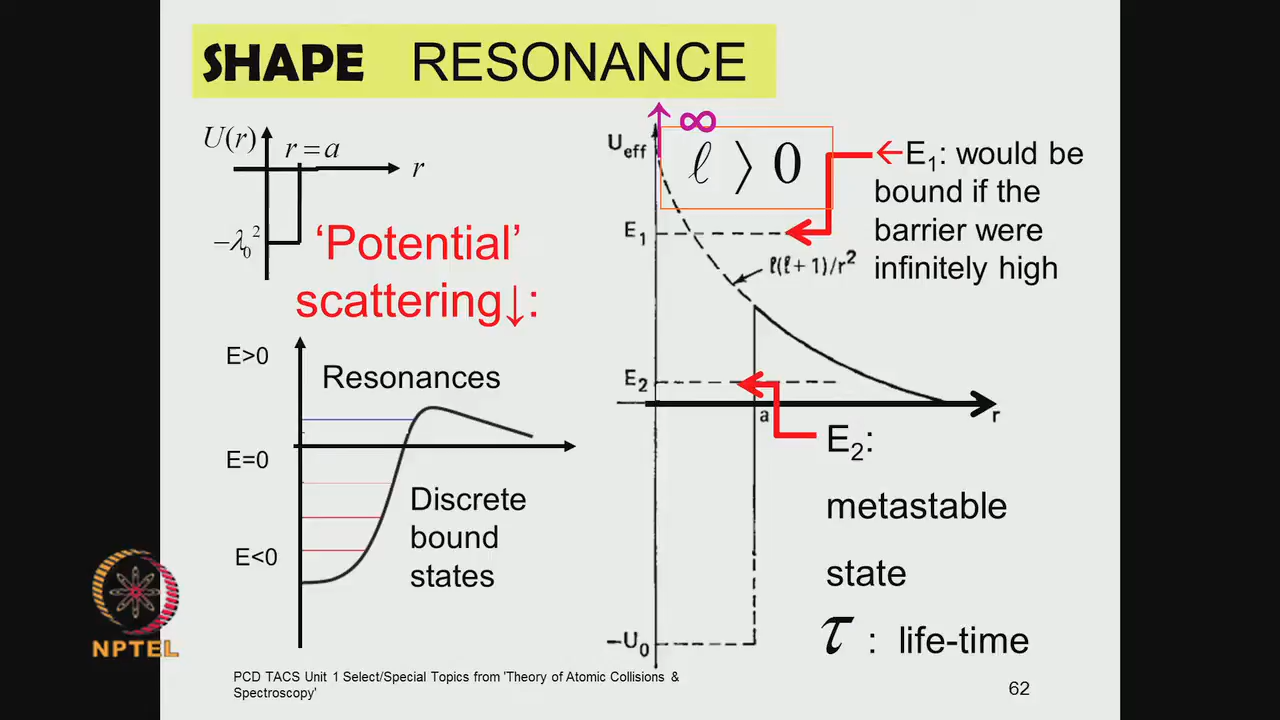 SHAPE RESONANCE
U(r)
r = a
r
−λ₀²
'Potential'
scattering↓:
E>0
Resonances
E=0
Discrete
bound
states
E<0
∞
Ueff
ℓ 〉 0
←E₁: would be
bound if the
barrier were
infinitely high
E₁
ℓ(ℓ+1)/r²
E₂
a
r
E₂:
metastable
state
−U₀
τ : life-time
NPTEL
PCD TACS Unit 1 Select/Special Topics from 'Theory of Atomic Collisions &
Spectroscopy'
62